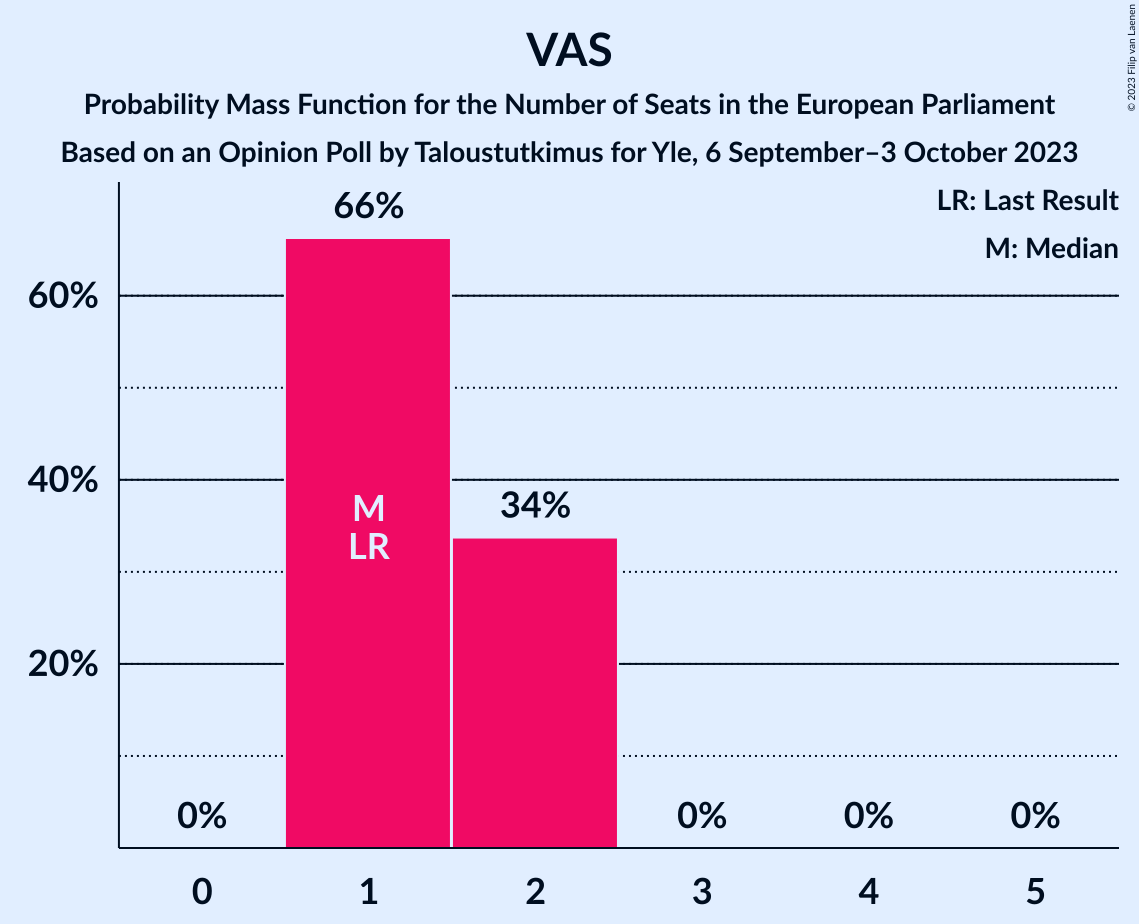 VAS
Probability Mass Function for the Number of Seats in the European Parliament
Based on an Opinion Poll by Taloustutkimus for Yle, 6 September–3 October 2023
© 2023 Filip van Laenen
LR: Last Result
M: Median
66%
60%
40%
34%
M
LR
20%
0%
0%
0%
0%
0
1
2
3
4
5